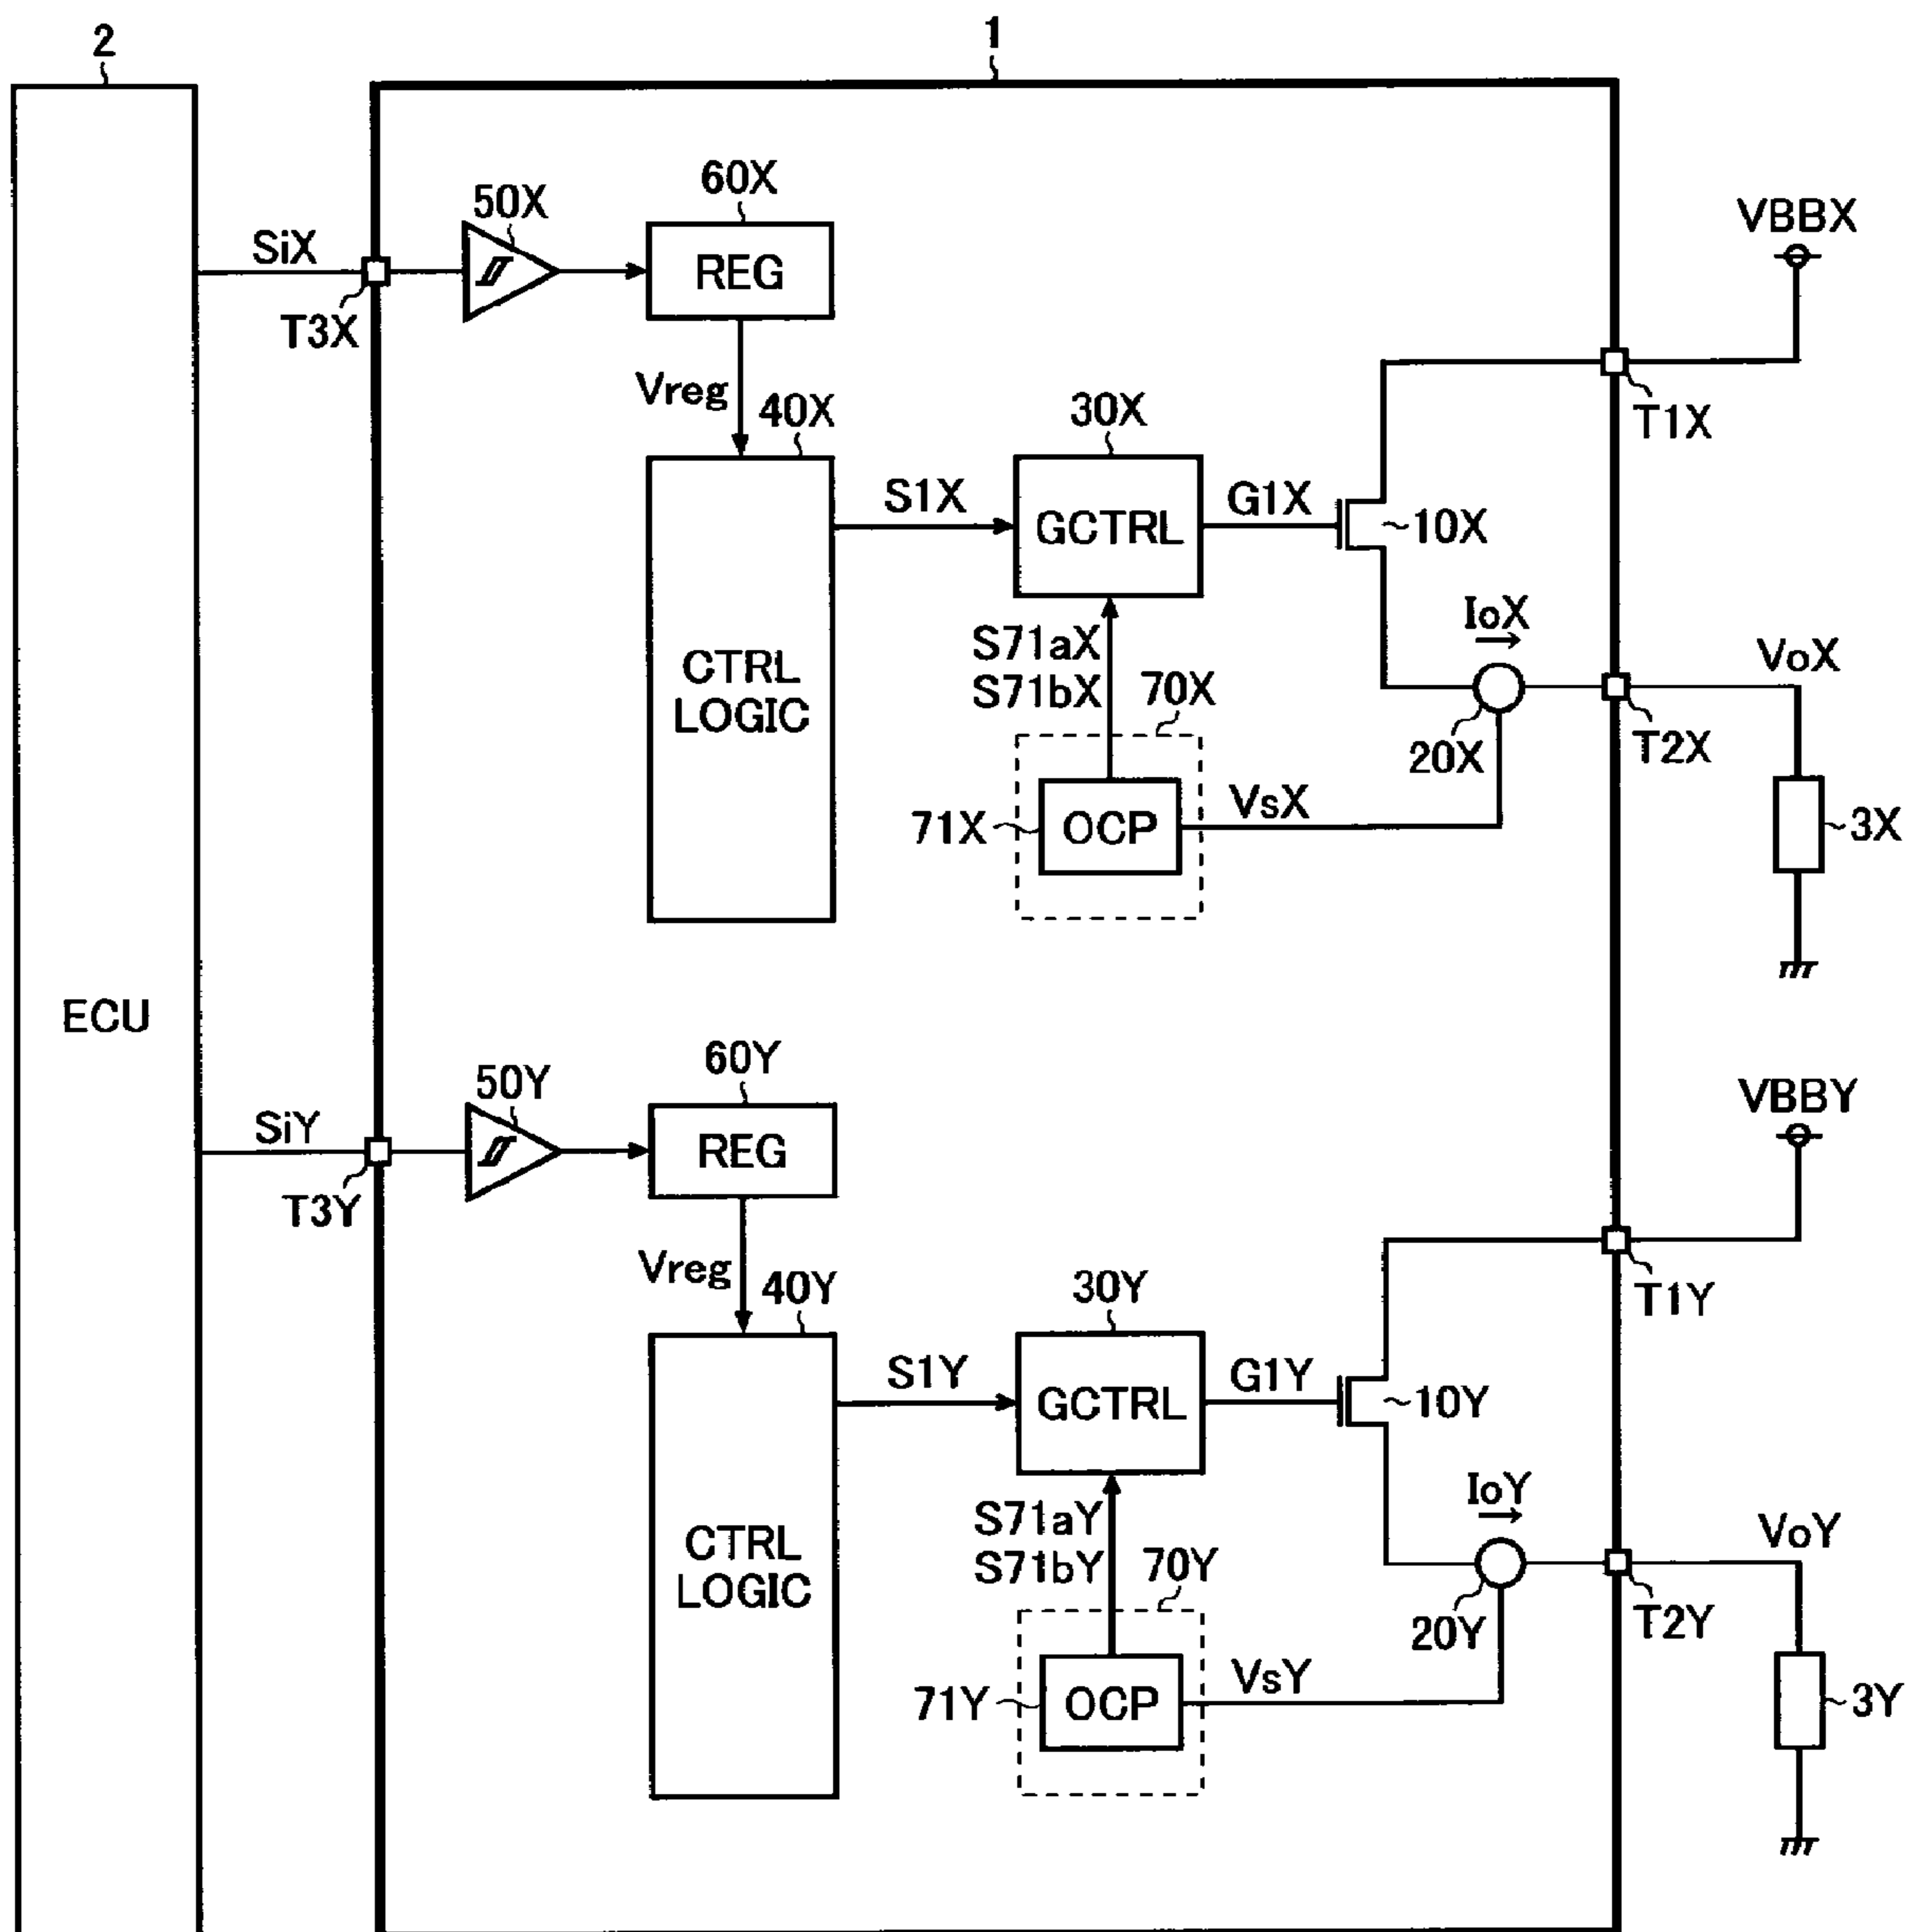 2
1
50X
60X
VBBX
SiX
REG
T3X
Vreg
40X
30X
T1X
S1X
GCTRL
G1X
10X
CTRL
LOGIC
S71aX
S71bX
IoX
VoX
70X
20X
T2X
71X
OCP
VsX
3X
ECU
50Y
60Y
VBBY
SiY
REG
T3Y
Vreg
40Y
30Y
T1Y
S1Y
GCTRL
G1Y
10Y
CTRL
LOGIC
S71aY
S71bY
IoY
VoY
70Y
20Y
T2Y
71Y
OCP
VsY
3Y